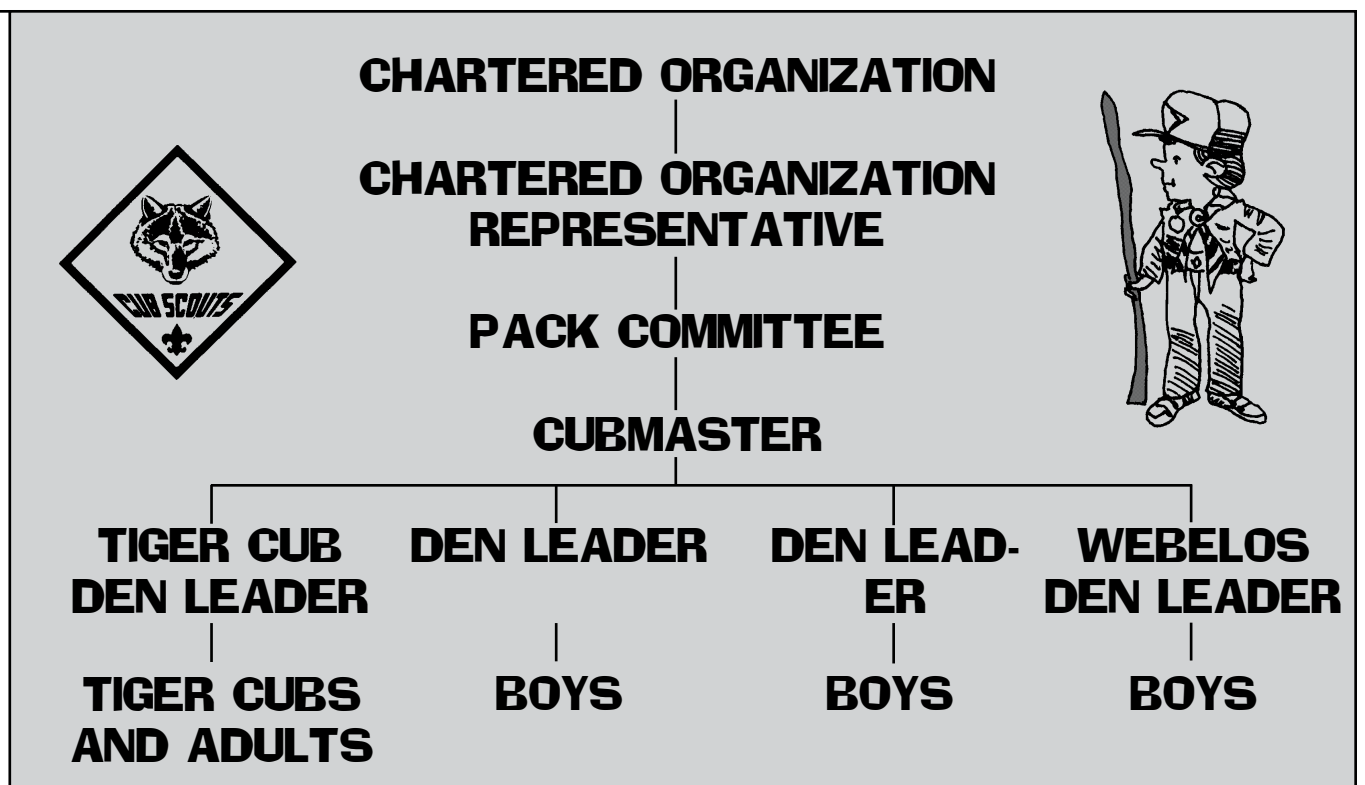 CHARTERED ORGANIZATION
CHARTERED ORGANIZATION
REPRESENTATIVE
CUB SCOUTS
PACK COMMITTEE
CUBMASTER
TIGER CUB
DEN LEADER
DEN LEADER
DEN LEAD-
ER
WEBELOS
DEN LEADER
TIGER CUBS
AND ADULTS
BOYS
BOYS
BOYS